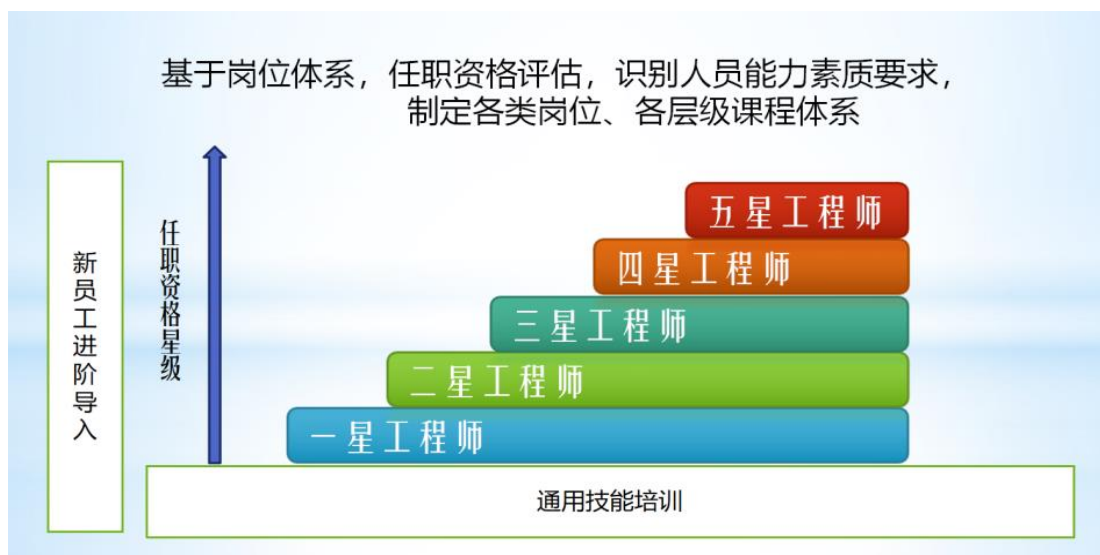 基于岗位体系，任职资格评估，识别人员能力素质要求，
制定各类岗位、各层级课程体系
新员工进阶导入
任职资格星级
五星工程师
四星工程师
三星工程师
二星工程师
一星工程师
通用技能培训